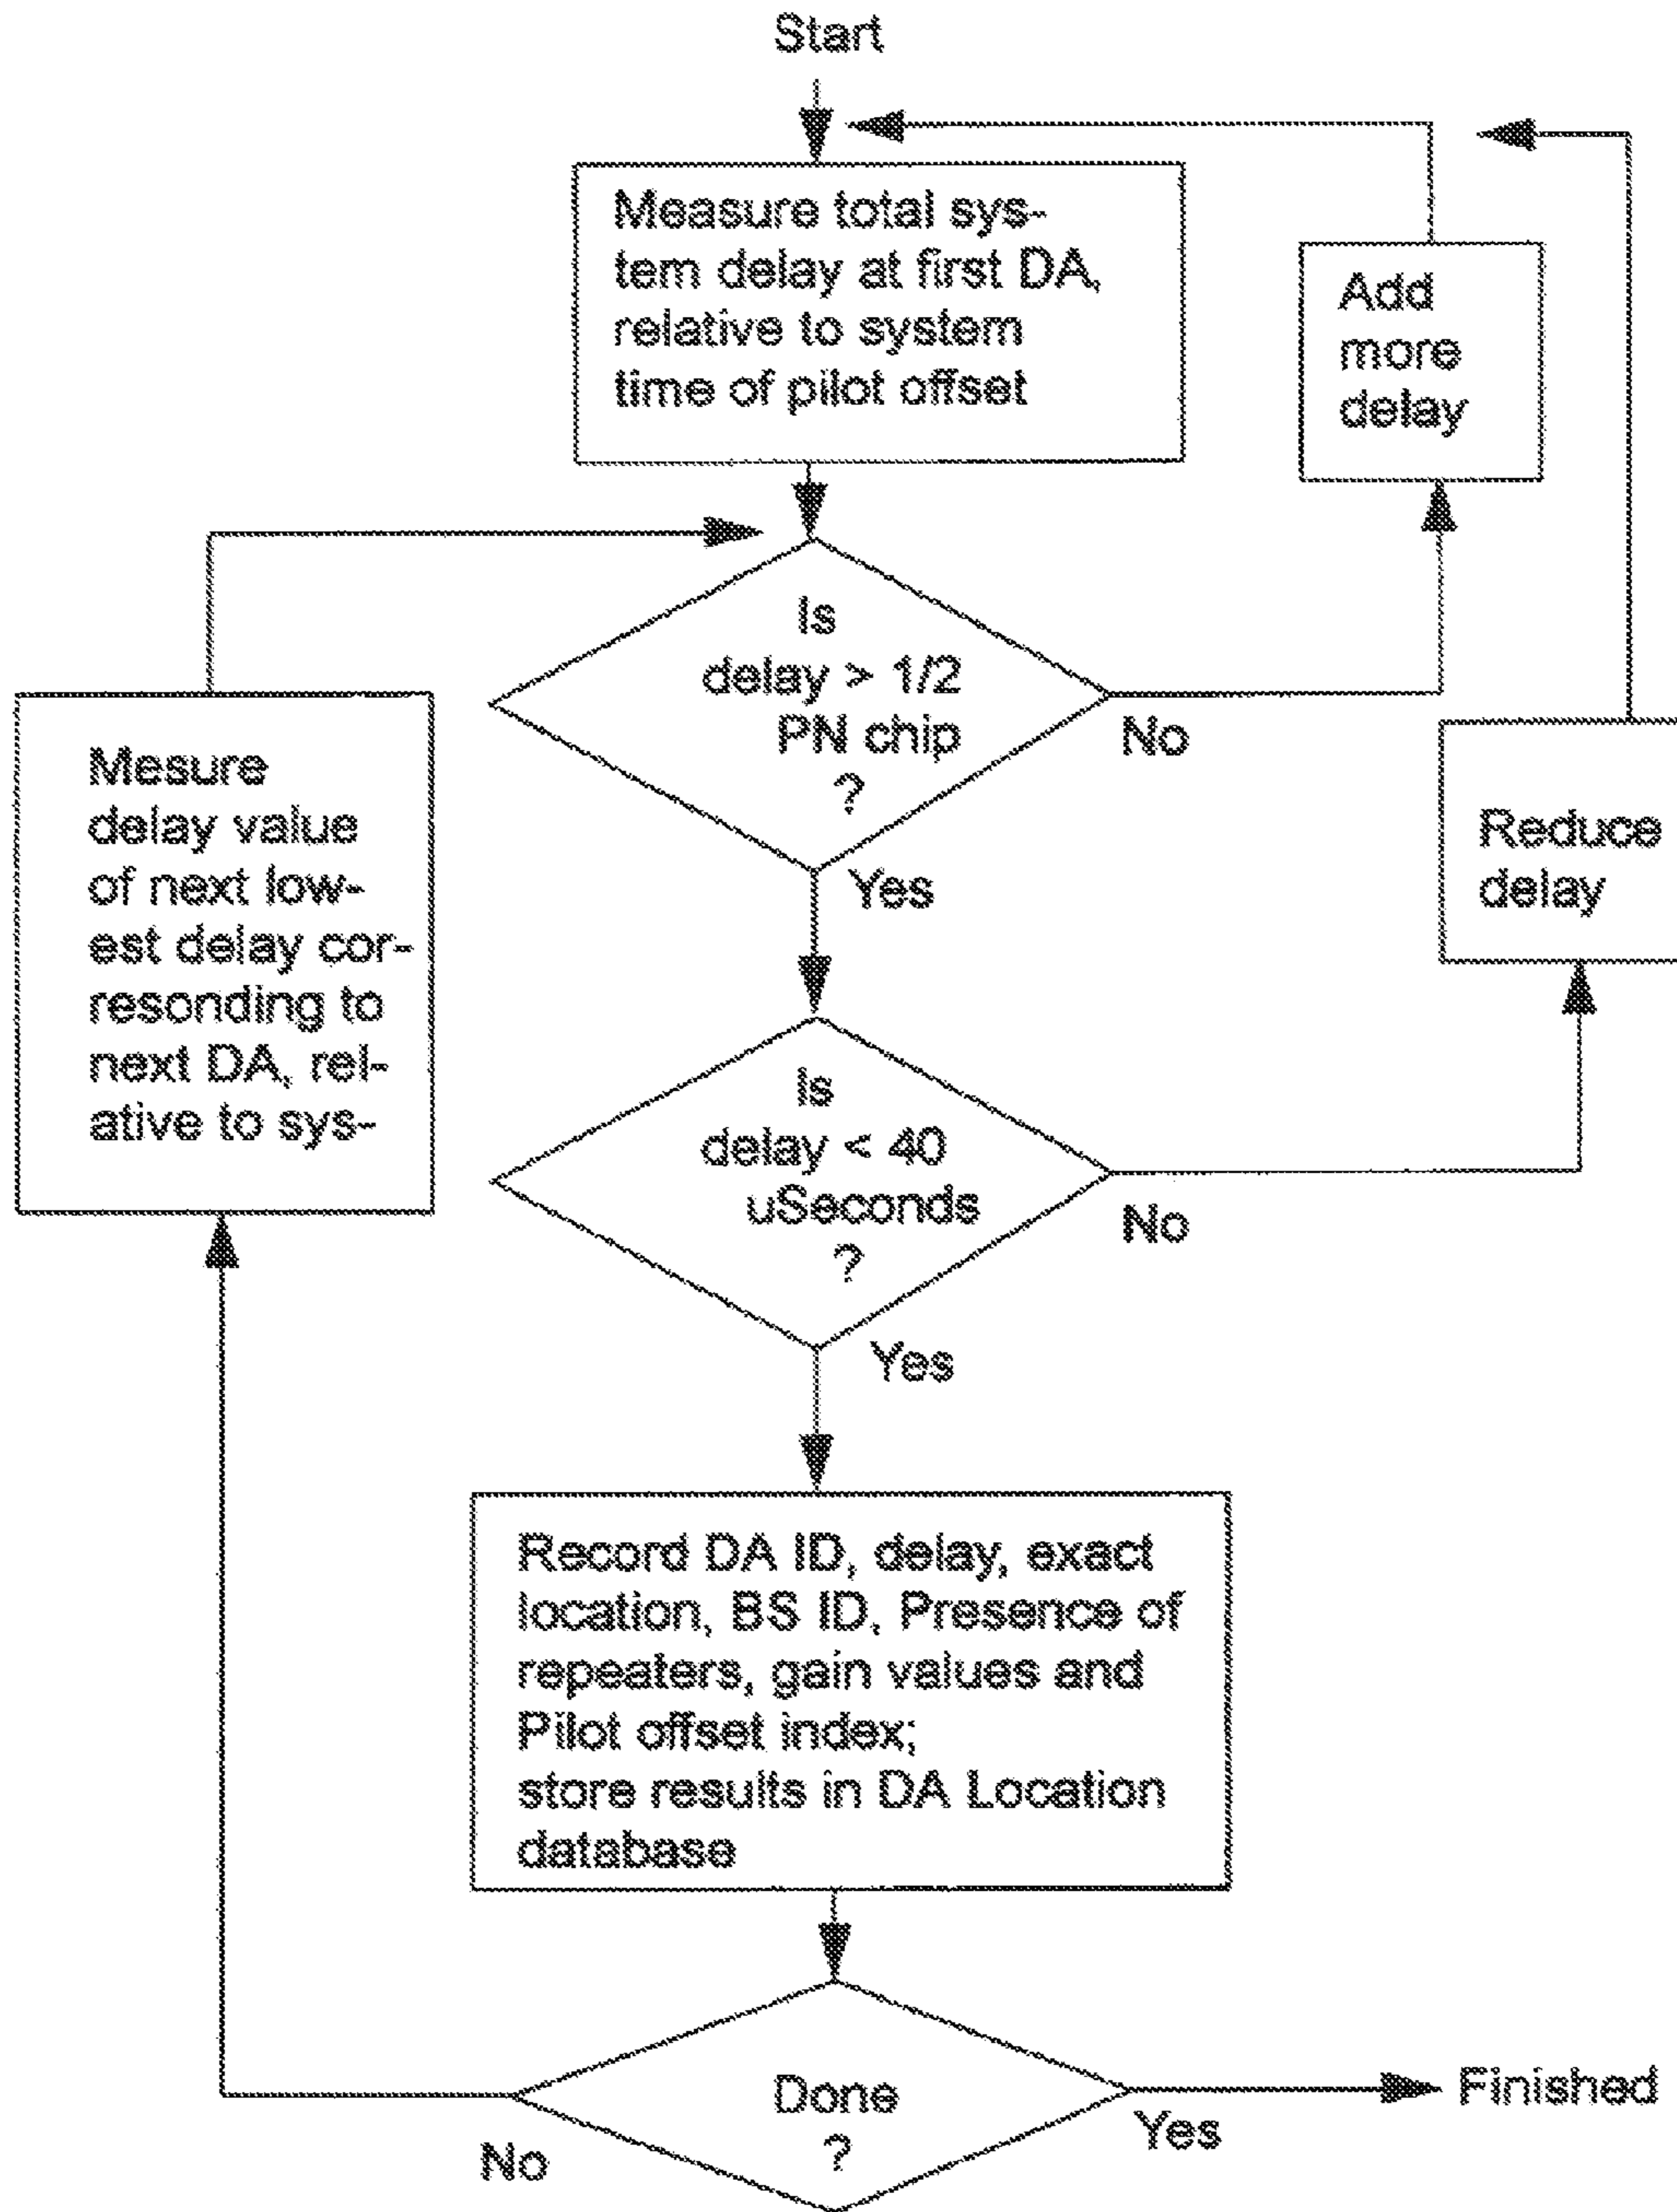 Start
Measure total sys-
tem delay at first DA,
relative to system
time of pilot offset
Add
more
delay
Is
delay > 1/2
PN chip
?
No
Yes
Mesure
delay value
of next low-
est delay cor-
resonding to
next DA, rel-
ative to sys-
Reduce
delay
Is
delay < 40
uSeconds
?
No
Yes
Record DA ID, delay, exact
location, BS ID, Presence of
repeaters, gain values and
Pilot offset index;
store results in DA Location
database
Done
?
No
Yes
Finished